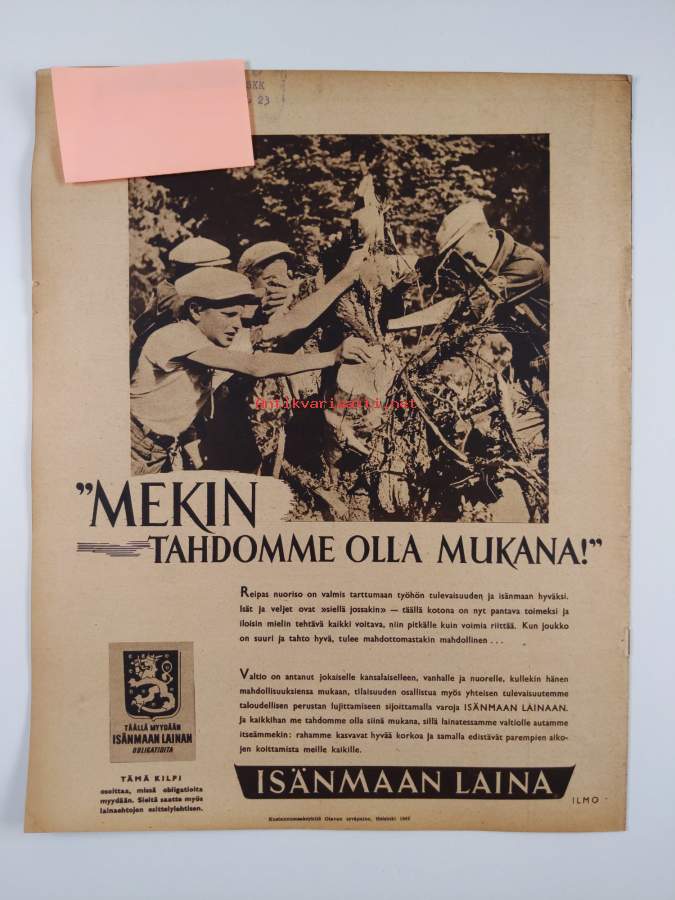 SKK
23
Antikvariaatti.net
”MEKIN
TAHDOMME OLLA MUKANA!”
Reipas nuoriso on valmis tarttumaan työhön tulevaisuuden ja isänmaan hyväksi.
Isät ja veljet ovat »siellä jossakin» — täällä kotona on nyt pantava toimeksi ja
iloisin mielin tehtävä kaikki voitava, niin pitkälle kuin voimia riittää. Kun joukko
on suuri ja tahto hyvä, tulee mahdottomastakin mahdollinen ...
Valtio on antanut jokaiselle kansalaiselleen, vanhalle ja nuorelle, kullekin hänen
mahdollisuuksiensa mukaan, tilaisuuden osallistua myös yhteisen tulevaisuutemme
taloudellisen perustan lujittamiseen sijoittamalla varoja ISÄNMAAN LAINAAN.
Ja kaikkihan me tahdomme olla siinä mukana, sillä lainatessamme valtiolle autamme
itseämmekin: rahamme kasvavat hyvää korkoa ja samalla edistävät parempien aiko-
jen koittamista meille kaikille.
TÄÄLLÄ MYYDÄÄN
ISÄNMAAN LAINAN
OBLIGATIOITA
TÄMÄ KILPI
osoittaa, missä obligatioita
myydään. Sieltä saatte myös
lainaehtojen esittelylehtisen.
ISÄNMAAN LAINA
ILMO
Kustannusosakeyhtiö Otavan syväpaino, Helsinki